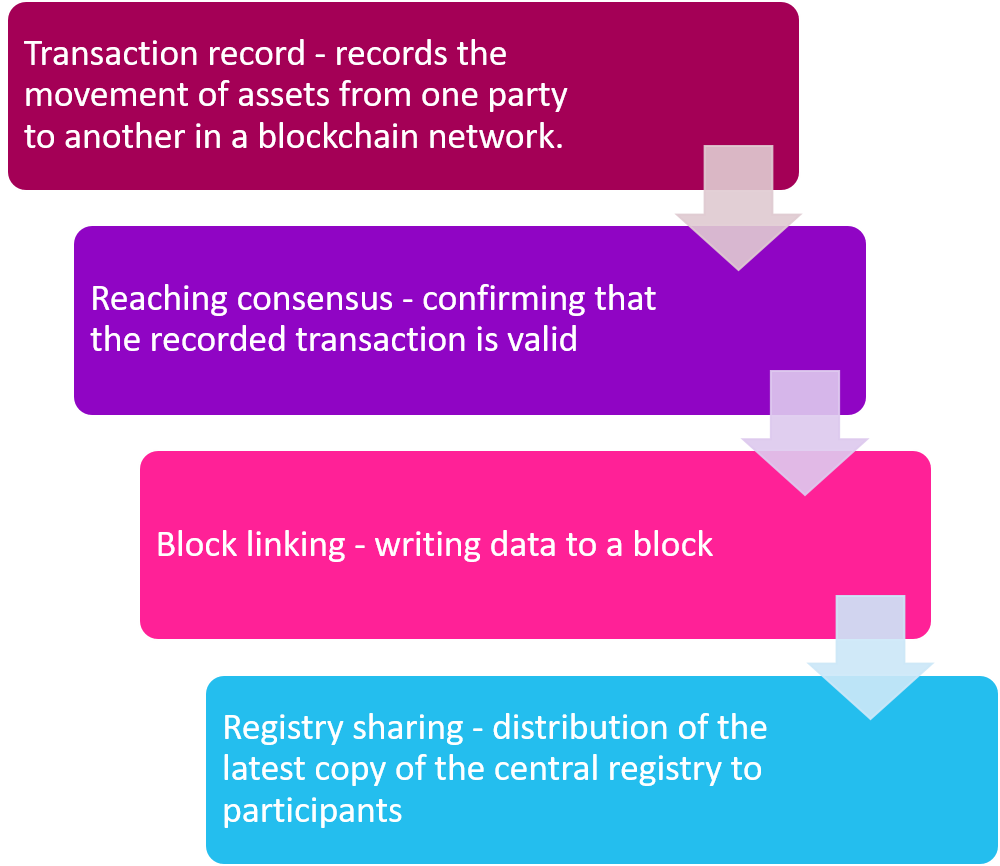 Transaction record - records the
movement of assets from one party
to another in a blockchain network.
Reaching consensus - confirming that
the recorded transaction is valid
Block linking - writing data to a block
Registry sharing - distribution of the
latest copy of the central registry to
participants